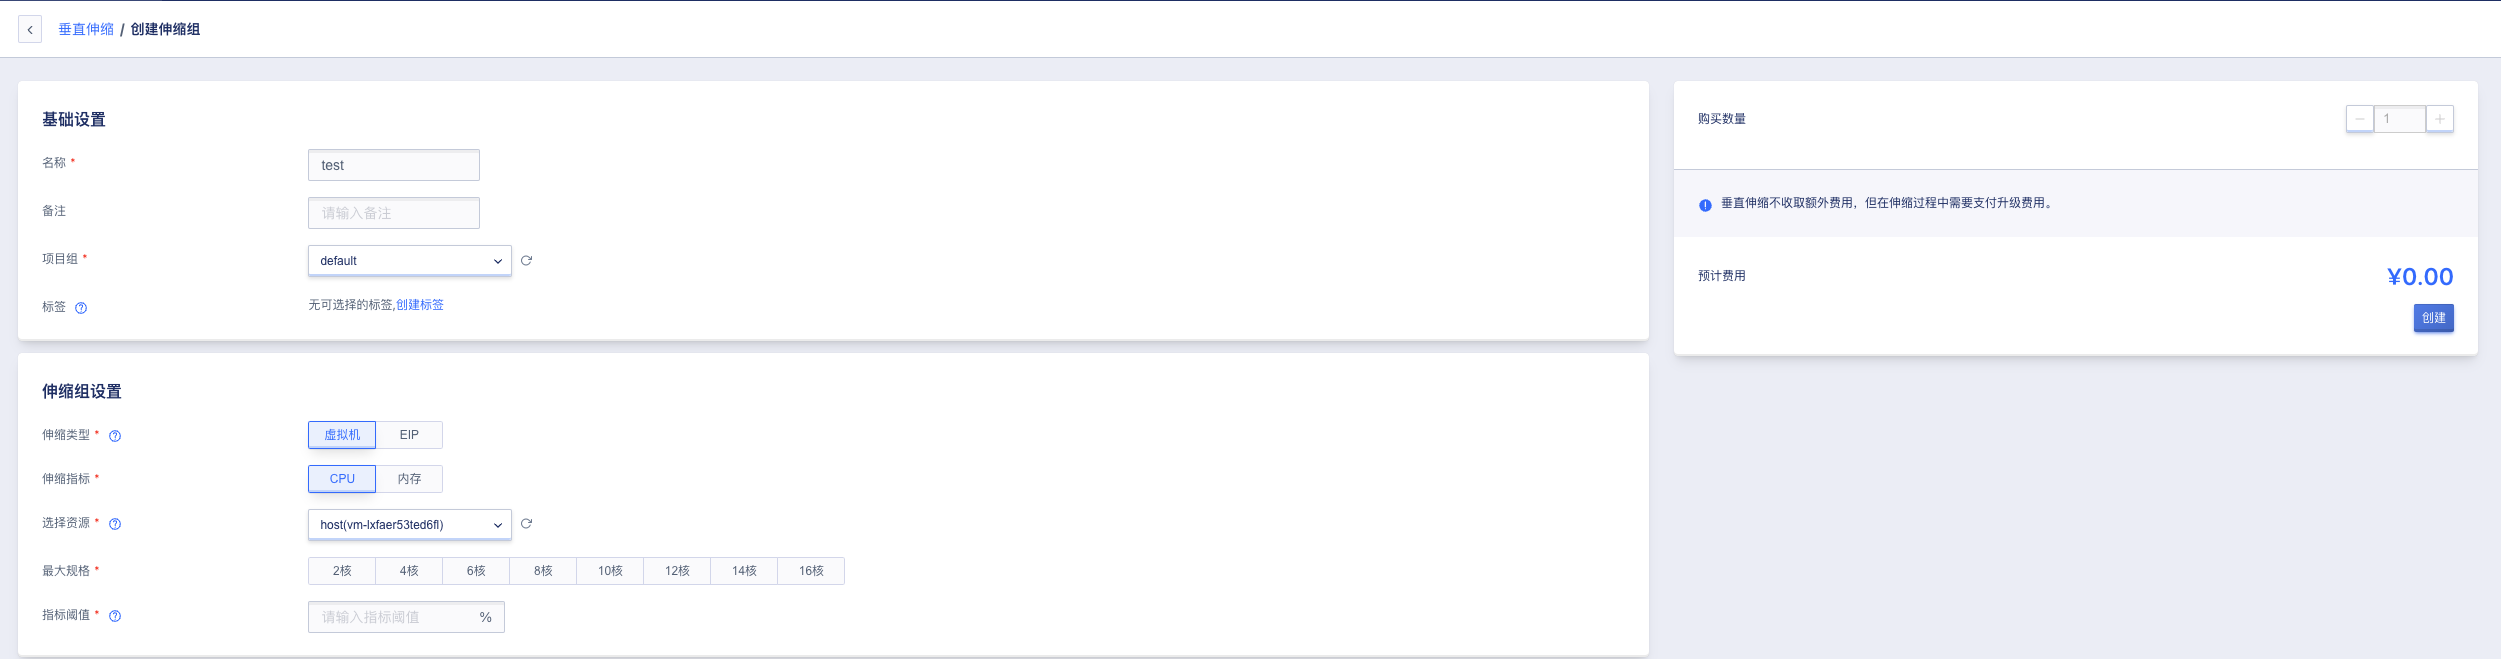 垂直伸缩 / 创建伸缩组
基础设置
名称 * test
备注 请输入备注
项目组 * default
标签 无可选择的标签,创建标签
伸缩组设置
伸缩类型 * 虚拟机 EIP
伸缩指标 * CPU 内存
选择资源 * host(vm-lxfaer53ted6fl)
最大规格 * 2核 4核 6核 8核 10核 12核 14核 16核
指标阈值 * 请输入指标阈值 %
购买数量 1
垂直伸缩不收取额外费用，但在伸缩过程中需要支付升级费用。
预计费用 ¥0.00
创建